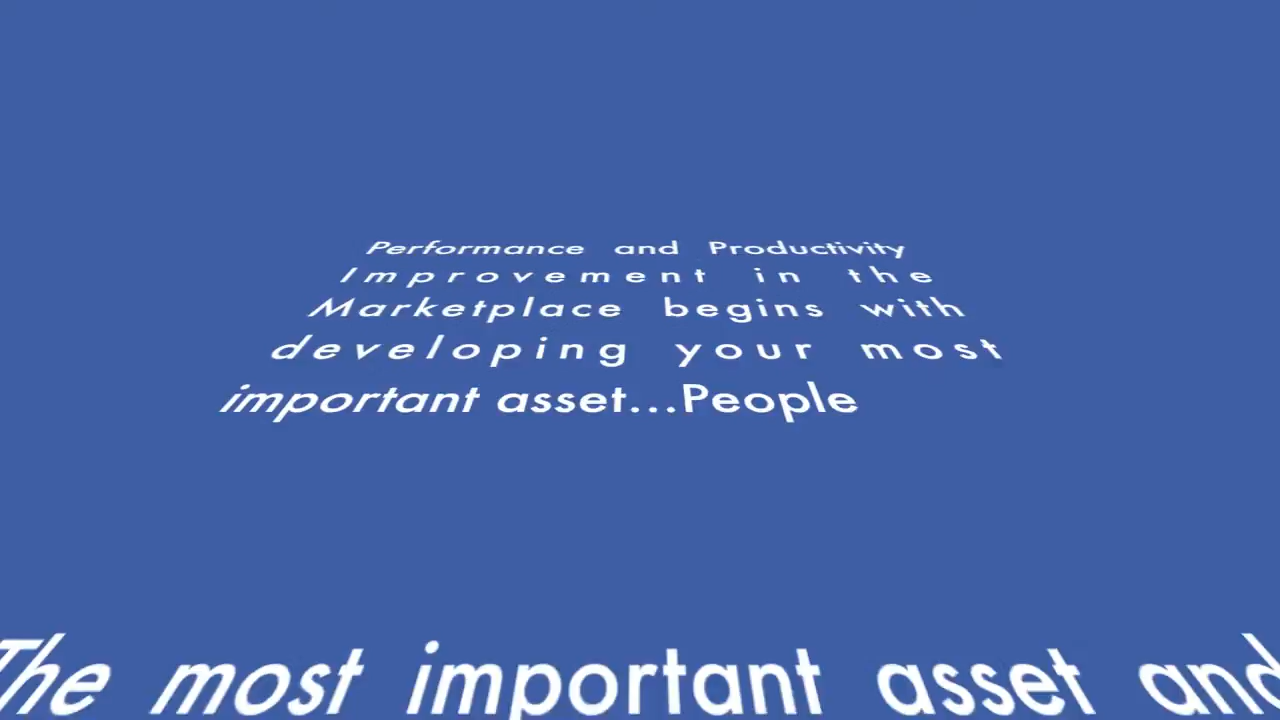 Performance and Productivity
Improvement in the
Marketplace begins with
developing your most
important asset...People
The most important asset and